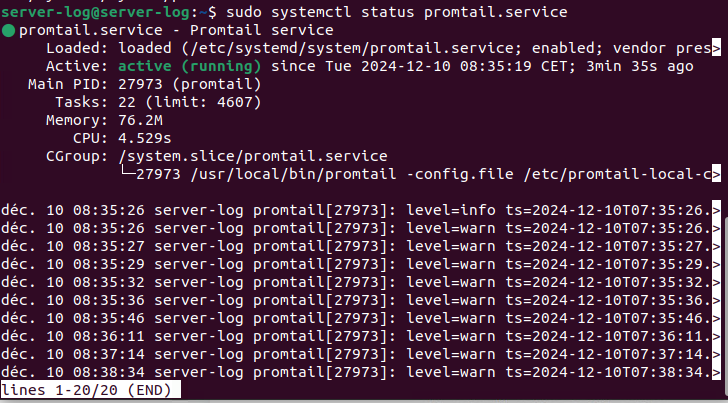 server-log@server-log:~$ sudo systemctl status promtail.service
● promtail.service - Promtail service
     Loaded: loaded (/etc/systemd/system/promtail.service; enabled; vendor pres>
     Active: active (running) since Tue 2024-12-10 08:35:19 CET; 3min 35s ago
   Main PID: 27973 (promtail)
      Tasks: 22 (limit: 4607)
     Memory: 76.2M
        CPU: 4.529s
     CGroup: /system.slice/promtail.service
             └─27973 /usr/local/bin/promtail -config.file /etc/promtail-local-c>
déc. 10 08:35:26 server-log promtail[27973]: level=info ts=2024-12-10T07:35:26.>
déc. 10 08:35:26 server-log promtail[27973]: level=warn ts=2024-12-10T07:35:26.>
déc. 10 08:35:27 server-log promtail[27973]: level=warn ts=2024-12-10T07:35:27.>
déc. 10 08:35:29 server-log promtail[27973]: level=warn ts=2024-12-10T07:35:29.>
déc. 10 08:35:32 server-log promtail[27973]: level=warn ts=2024-12-10T07:35:32.>
déc. 10 08:35:36 server-log promtail[27973]: level=warn ts=2024-12-10T07:35:36.>
déc. 10 08:35:46 server-log promtail[27973]: level=warn ts=2024-12-10T07:35:46.>
déc. 10 08:36:11 server-log promtail[27973]: level=warn ts=2024-12-10T07:36:11.>
déc. 10 08:37:14 server-log promtail[27973]: level=warn ts=2024-12-10T07:37:14.>
déc. 10 08:38:34 server-log promtail[27973]: level=warn ts=2024-12-10T07:38:34.>
lines 1-20/20 (END)